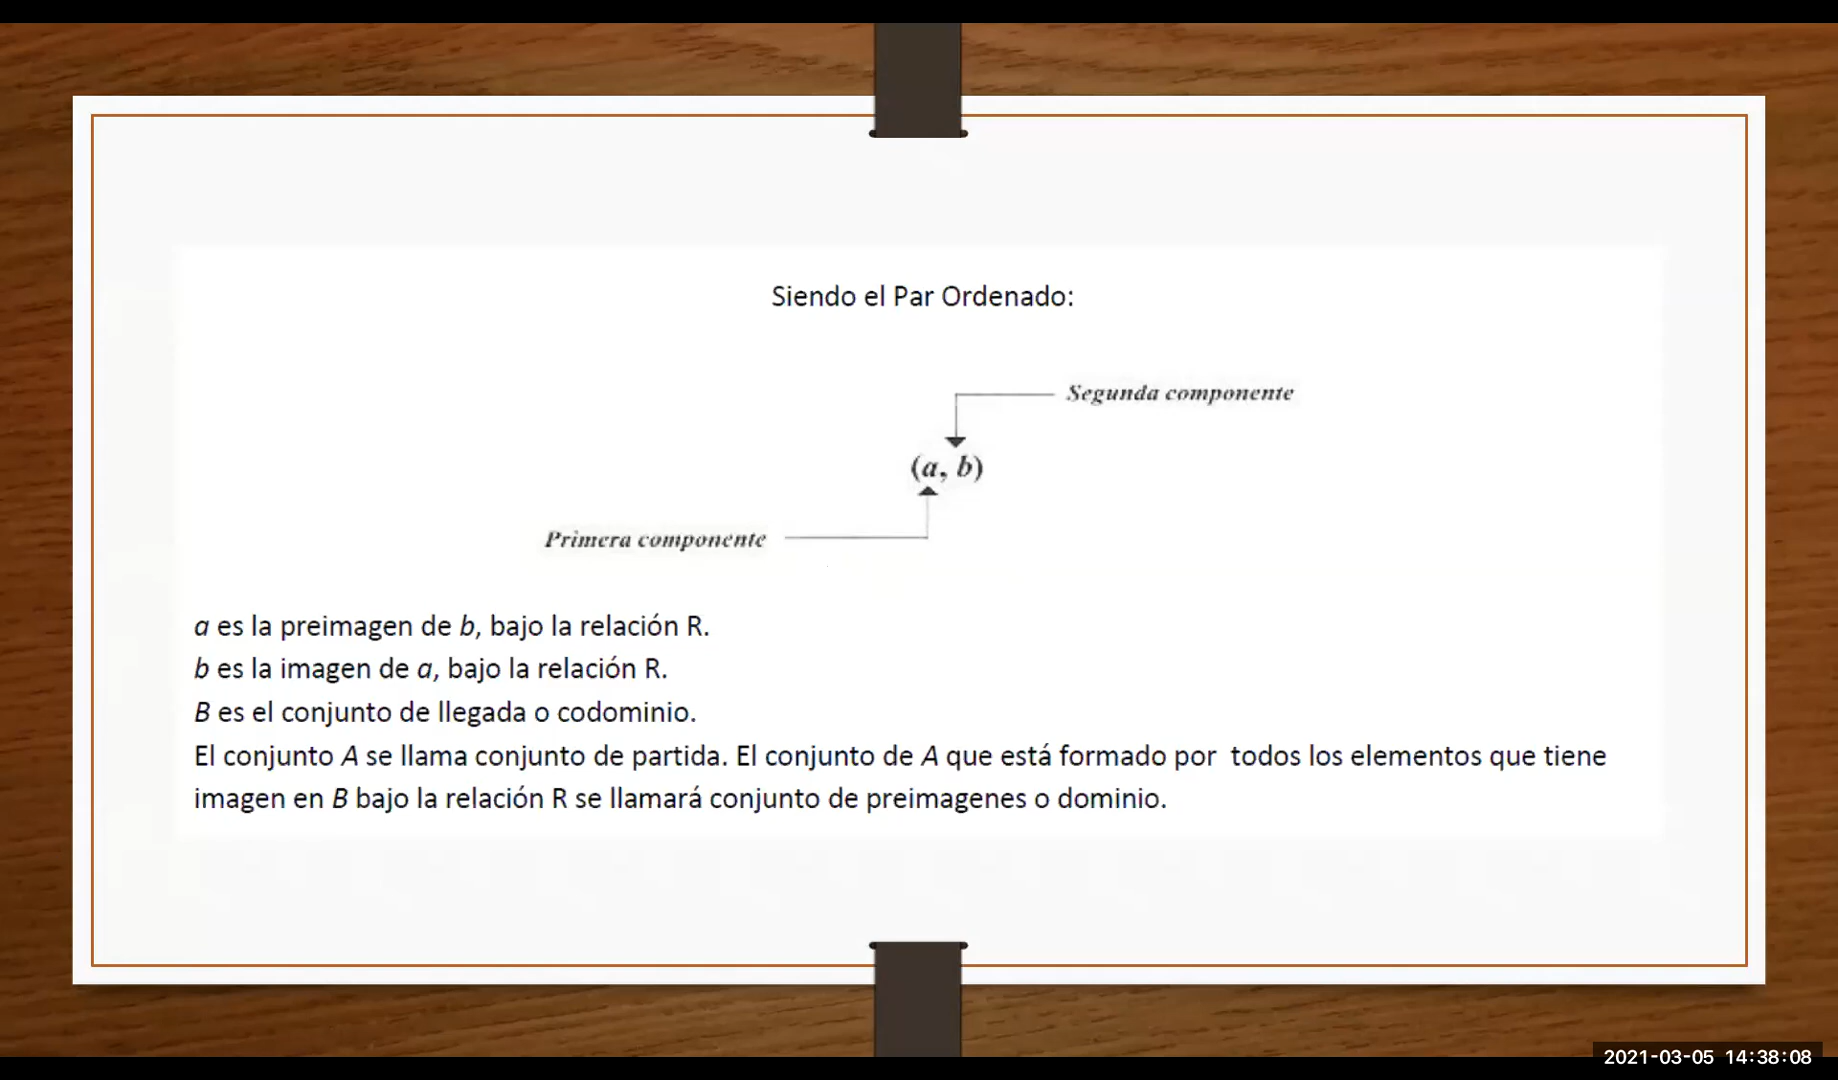 Siendo el Par Ordenado:
Segunda componente
(a, b)
Primera componente
a es la preimagen de b, bajo la relación R.
b es la imagen de a, bajo la relación R.
B es el conjunto de llegada o codominio.
El conjunto A se llama conjunto de partida. El conjunto de A que está formado por todos los elementos que tiene
imagen en B bajo la relación R se llamará conjunto de preimagenes o dominio.
2021-03-05 14:38:08